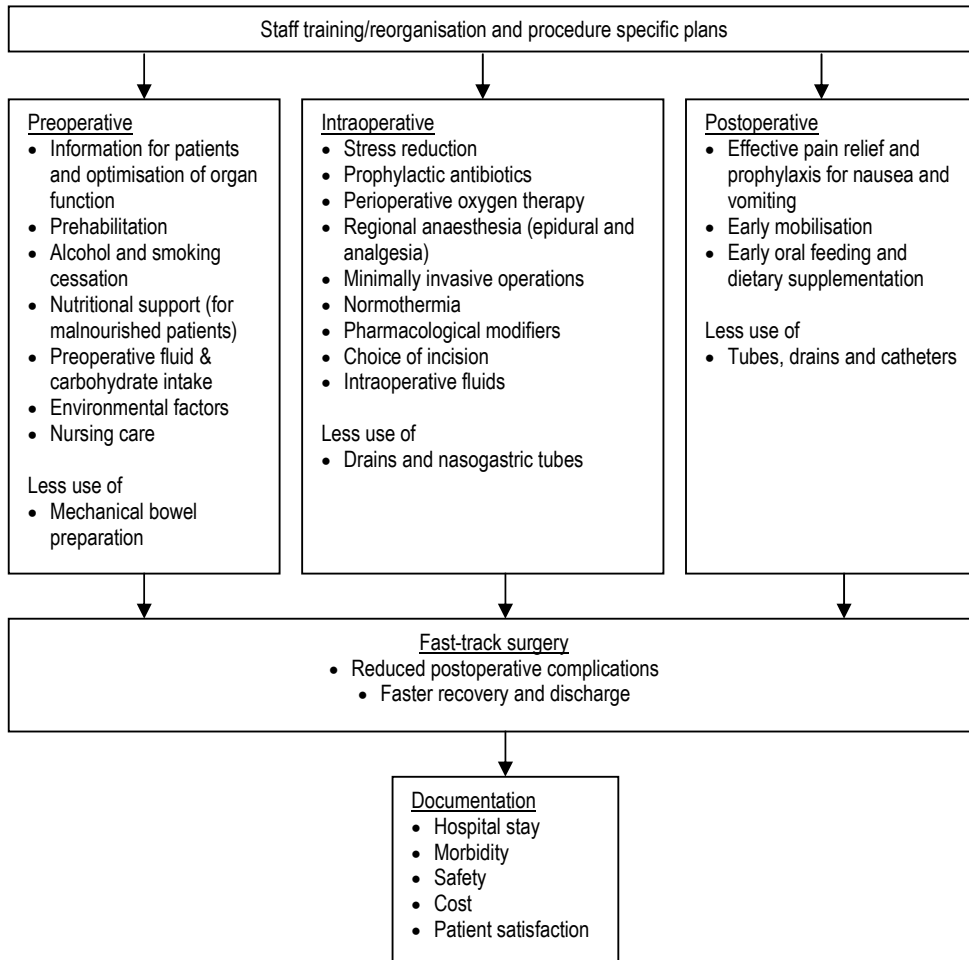 Staff training/reorganisation and procedure specific plans
Preoperative
• Information for patients
and optimisation of organ
function
• Prehabilitation
• Alcohol and smoking
cessation
• Nutritional support (for
malnourished patients)
• Preoperative fluid &
carbohydrate intake
• Environmental factors
• Nursing care
Less use of
• Mechanical bowel
preparation
Intraoperative
• Stress reduction
• Prophylactic antibiotics
• Perioperative oxygen therapy
• Regional anaesthesia (epidural and
analgesia)
• Minimally invasive operations
• Normothermia
• Pharmacological modifiers
• Choice of incision
• Intraoperative fluids
Less use of
• Drains and nasogastric tubes
Postoperative
• Effective pain relief and
prophylaxis for nausea and
vomiting
• Early mobilisation
• Early oral feeding and
dietary supplementation
Less use of
• Tubes, drains and catheters
Fast-track surgery
• Reduced postoperative complications
• Faster recovery and discharge
Documentation
• Hospital stay
• Morbidity
• Safety
• Cost
• Patient satisfaction